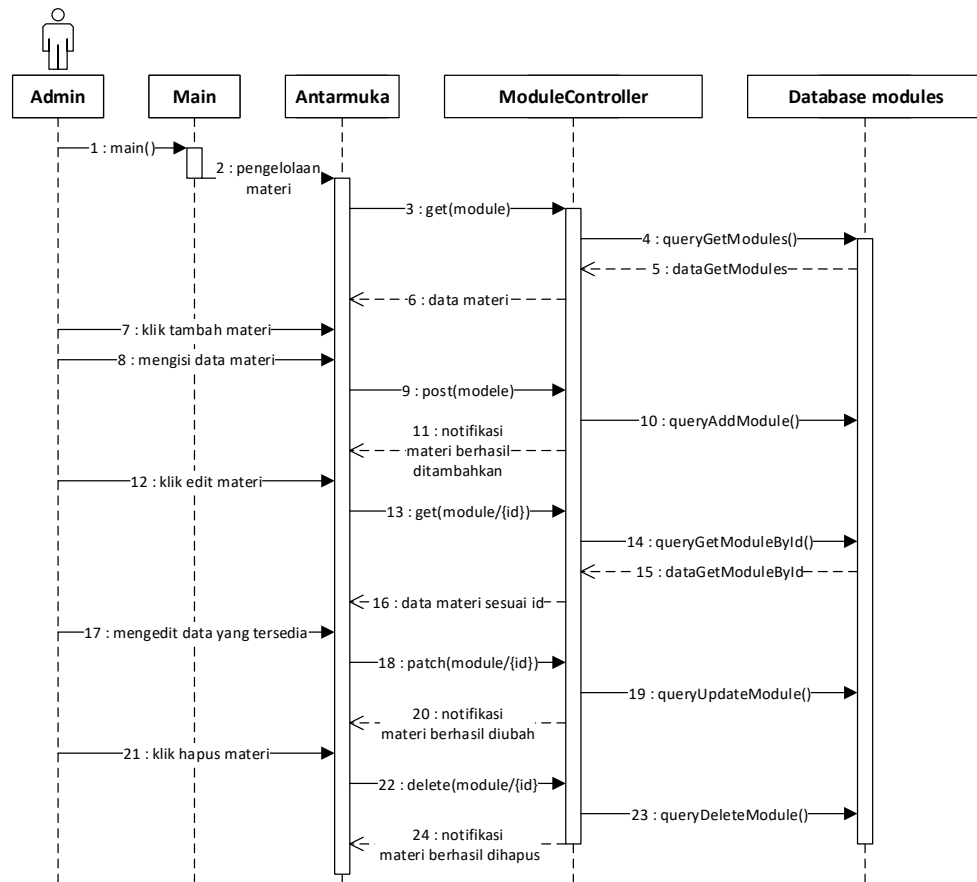 Admin
Main
Antarmuka
ModuleController
Database modules
1 : main()
2 : pengelolaan
materi
3 : get(module)
4 : queryGetModules()
5 : dataGetModules
6 : data materi
7 : klik tambah materi
8 : mengisi data materi
9 : post(modele)
10 : queryAddModule()
11 : notifikasi
materi berhasil
ditambahkan
12 : klik edit materi
13 : get(module/{id})
14 : queryGetModuleById()
15 : dataGetModuleById
16 : data materi sesuai id
17 : mengedit data yang tersedia
18 : patch(module/{id})
19 : queryUpdateModule()
20 : notifikasi
materi berhasil diubah
21 : klik hapus materi
22 : delete(module/{id}
23 : queryDeleteModule()
24 : notifikasi
materi berhasil dihapus